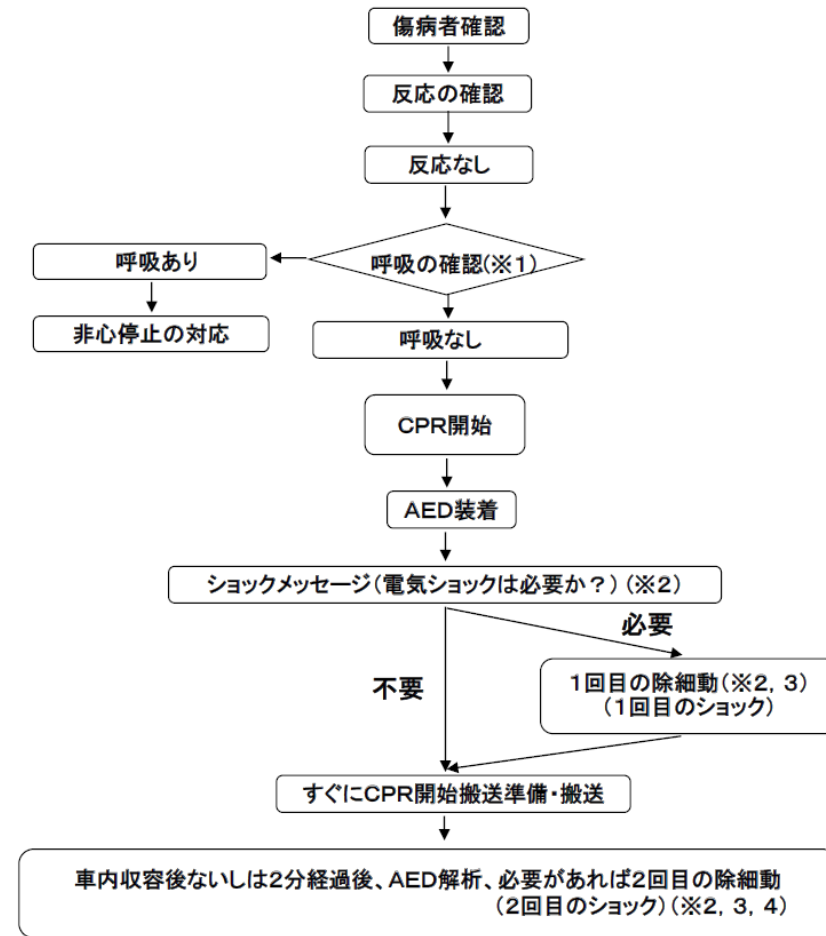 傷病者確認
反応の確認
反応なし
呼吸の確認(※1)
呼吸あり
非心停止の対応
呼吸なし
CPR開始
AED装着
ショックメッセージ(電気ショックは必要か？)(※2)
必要
不要
1回目の除細動(※2, 3)
(1回目のショック)
すぐにCPR開始搬送準備・搬送
車内収容後ないしは2分経過後、AED解析、必要があれば2回目の除細動
(2回目のショック)(※2, 3, 4)